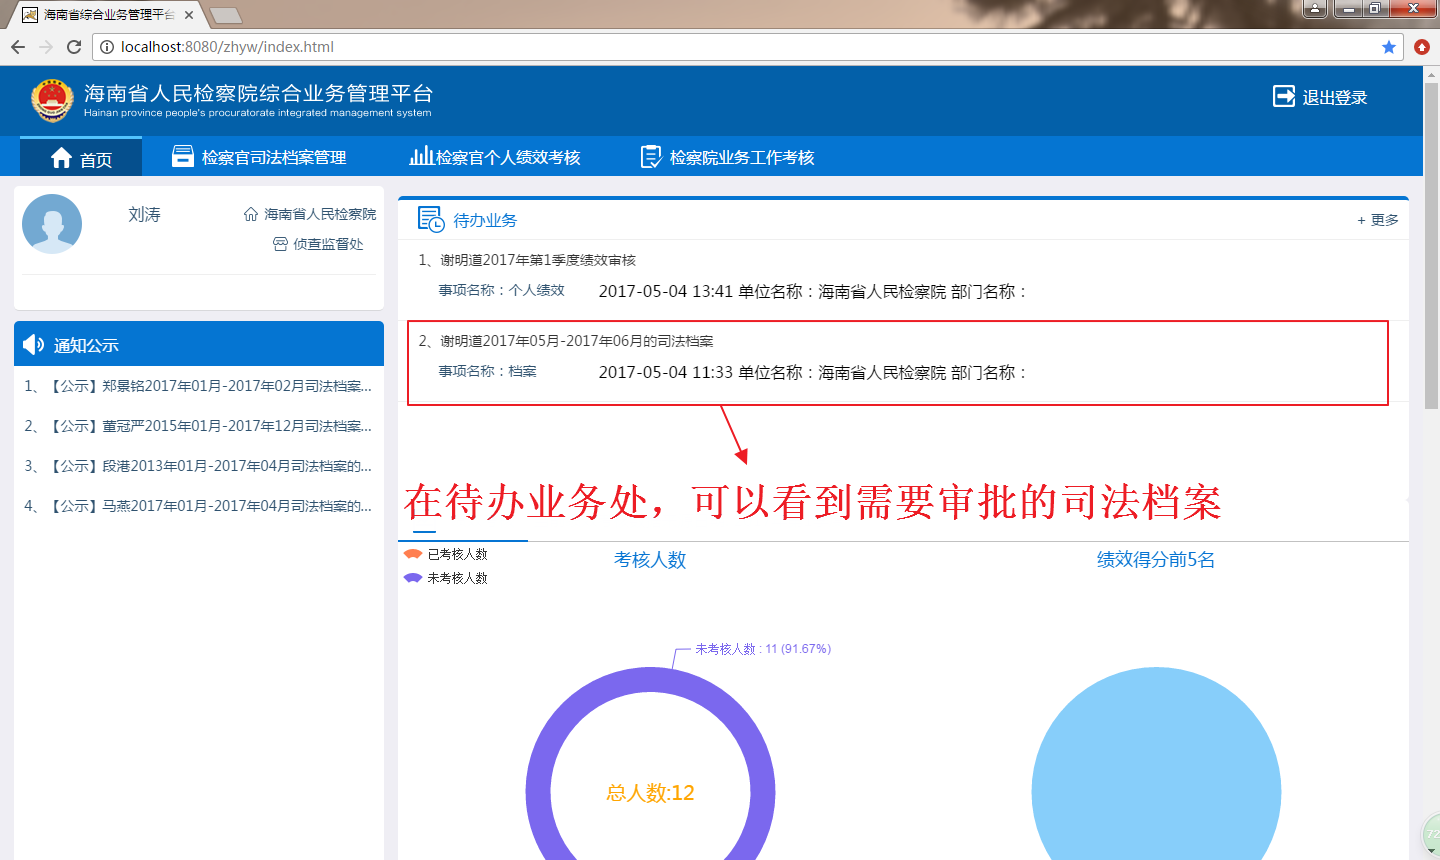 海南省综合业务管理平台
localhost:8080/zhyw/index.html
海南省人民检察院综合业务管理平台
Hainan province people's procuratorate integrated management system
退出登录
首页
检察官司法档案管理
检察官个人绩效考核
检察院业务工作考核
刘涛
海南省人民检察院
侦查监督处
通知公示
1、【公示】郑景铭2017年01月-2017年02月司法档案...
2、【公示】董冠严2015年01月-2017年12月司法档案...
3、【公示】段港2013年01月-2017年04月司法档案的...
4、【公示】马燕2017年01月-2017年04月司法档案的...
待办业务
+ 更多
1、谢明道2017年第1季度绩效审核
事项名称：个人绩效 2017-05-04 13:41 单位名称：海南省人民检察院 部门名称：
2、谢明道2017年05月-2017年06月的司法档案
事项名称：档案 2017-05-04 11:33 单位名称：海南省人民检察院 部门名称：
在待办业务处，可以看到需要审批的司法档案
已考核人数
未考核人数
考核人数
未考核人数 : 11 (91.67%)
总人数:12
绩效得分前5名
72